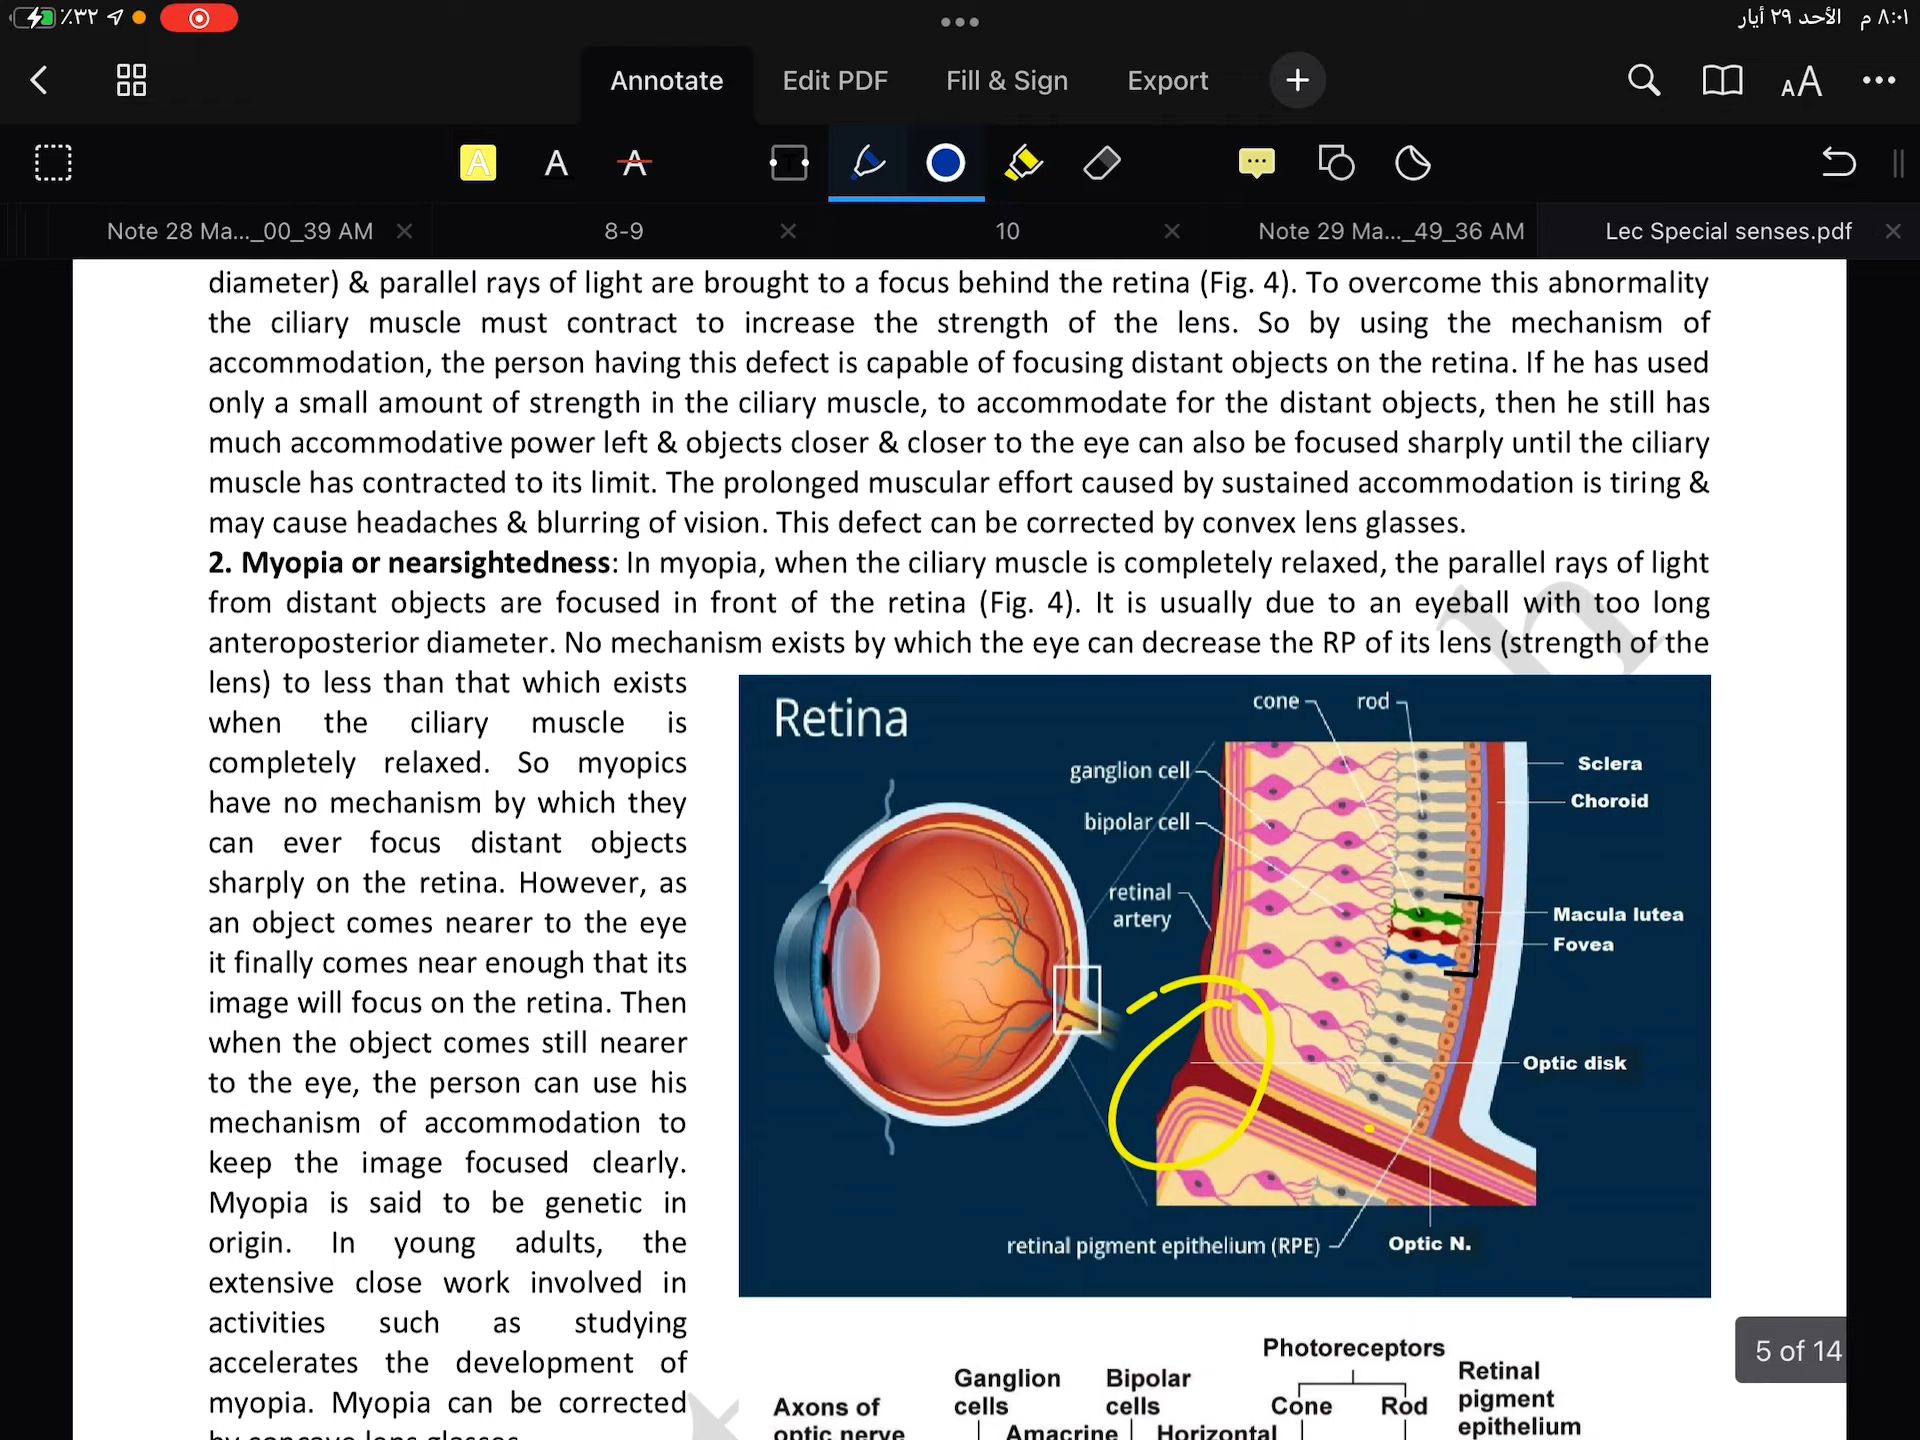 ٪٣٢
٨:٠١ م الأحد ٢٩ أيار
Annotate
Edit PDF
Fill & Sign
Export
Note 28 Ma..._00_39 AM
8-9
10
Note 29 Ma..._49_36 AM
Lec Special senses.pdf
diameter) & parallel rays of light are brought to a focus behind the retina (Fig. 4). To overcome this abnormality
the ciliary muscle must contract to increase the strength of the lens. So by using the mechanism of
accommodation, the person having this defect is capable of focusing distant objects on the retina. If he has used
only a small amount of strength in the ciliary muscle, to accommodate for the distant objects, then he still has
much accommodative power left & objects closer & closer to the eye can also be focused sharply until the ciliary
muscle has contracted to its limit. The prolonged muscular effort caused by sustained accommodation is tiring &
may cause headaches & blurring of vision. This defect can be corrected by convex lens glasses.
2. Myopia or nearsightedness: In myopia, when the ciliary muscle is completely relaxed, the parallel rays of light
from distant objects are focused in front of the retina (Fig. 4). It is usually due to an eyeball with too long
anteroposterior diameter. No mechanism exists by which the eye can decrease the RP of its lens (strength of the
lens) to less than that which exists
when the ciliary muscle is
completely relaxed. So myopics
have no mechanism by which they
can ever focus distant objects
sharply on the retina. However, as
an object comes nearer to the eye
it finally comes near enough that its
image will focus on the retina. Then
when the object comes still nearer
to the eye, the person can use his
mechanism of accommodation to
keep the image focused clearly.
Myopia is said to be genetic in
origin. In young adults, the
extensive close work involved in
activities such as studying
accelerates the development of
myopia. Myopia can be corrected
by concave lens glasses.
Retina
cone
rod
ganglion cell
bipolar cell
retinal
artery
Sclera
Choroid
Macula lutea
Fovea
Optic disk
retinal pigment epithelium (RPE)
Optic N.
5 of 14
Photoreceptors
Ganglion
cells
Bipolar
cells
Cone
Rod
Retinal
pigment
epithelium
Axons of
optic nerve
Amacrine
Horizontal